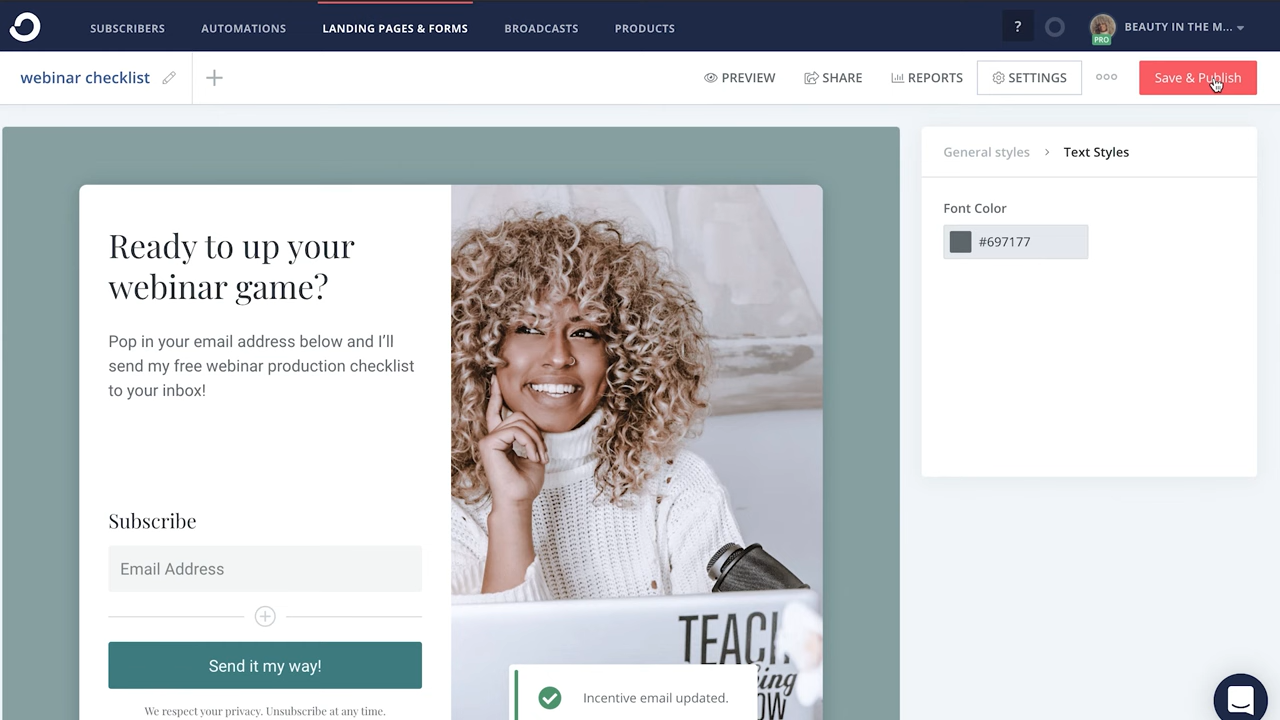 SUBSCRIBERS AUTOMATIONS LANDING PAGES & FORMS BROADCASTS PRODUCTS ? PRO BEAUTY IN THE M...
webinar checklist PREVIEW SHARE REPORTS SETTINGS Save & Publish
General styles > Text Styles
Font Color
#697177
Ready to up your
webinar game?
Pop in your email address below and I'll
send my free webinar production checklist
to your inbox!
Subscribe
Email Address
Send it my way!
We respect your privacy. Unsubscribe at any time.
TEACH
Incentive email updated.